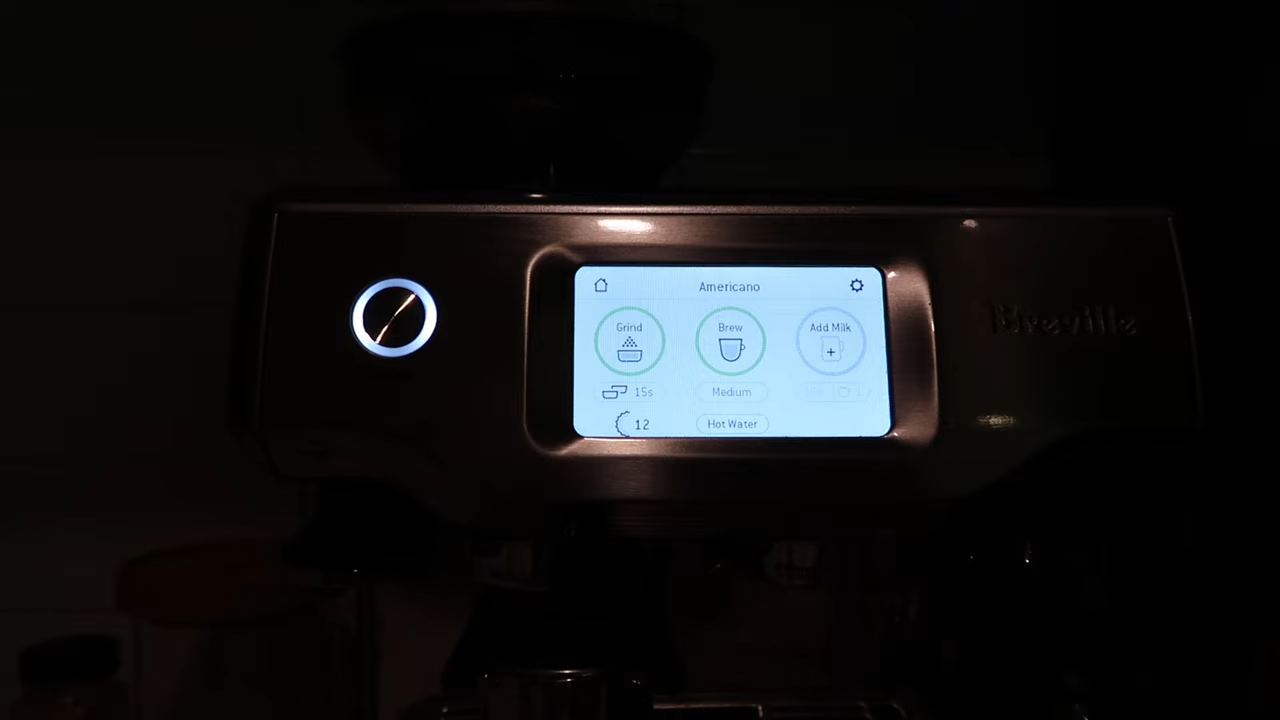 Americano
Grind
Brew
Add Milk
15s
Medium
12
Hot Water
Breville